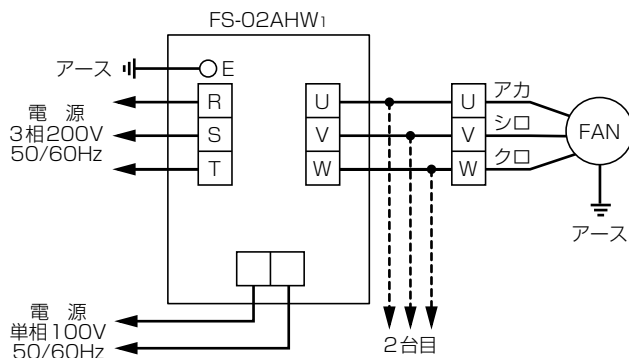 FS-02AHW1
アース
E
電 源
3相200V
50/60Hz
R
S
T
U
V
W
U
V
W
アカ
シロ
クロ
FAN
アース
電 源
単相100V
50/60Hz
2台目